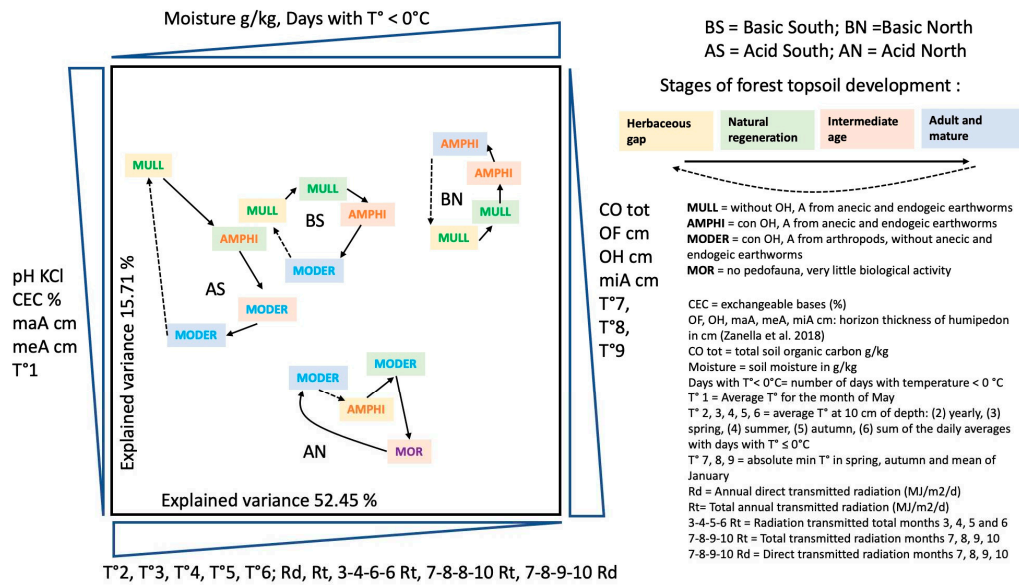 Moisture g/kg, Days with T° < 0°C
BS = Basic South; BN =Basic North
AS = Acid South; AN = Acid North
Stages of forest topsoil development :
Herbaceous
gap
Natural
regeneration
Intermediate
age
Adult and
mature
pH KCl
CEC %
maA cm
meA cm
T°1
Explained variance 15.71 %
MULL
AMPHI
MODER
MODER
AS
MULL
MULL
AMPHI
BS
MODER
AMPHI
AMPHI
BN
MULL
MULL
MODER
MODER
AMPHI
AN
MOR
Explained variance 52.45 %
CO tot
OF cm
OH cm
miA cm
T°7,
T°8,
T°9
T°2, T°3, T°4, T°5, T°6; Rd, Rt, 3-4-6-6 Rt, 7-8-8-10 Rt, 7-8-9-10 Rd
MULL = without OH, A from anecic and endogeic earthworms
AMPHI = con OH, A from anecic and endogeic earthworms
MODER = con OH, A from arthropods, without anecic and
endogeic earthworms
MOR = no pedofauna, very little biological activity
CEC = exchangeable bases (%)
OF, OH, maA, meA, miA cm: horizon thickness of humipedon
in cm (Zanella et al. 2018)
CO tot = total soil organic carbon g/kg
Moisture = soil moisture in g/kg
Days with T°< 0°C= number of days with temperature < 0 °C
T° 1 = Average T° for the month of May
T° 2, 3, 4, 5, 6 = average T° at 10 cm of depth: (2) yearly, (3)
spring, (4) summer, (5) autumn, (6) sum of the daily averages
with days with T° ≤ 0°C
T° 7, 8, 9 = absolute min T° in spring, autumn and mean of
January
Rd = Annual direct transmitted radiation (MJ/m2/d)
Rt= Total annual transmitted radiation (MJ/m2/d)
3-4-5-6 Rt = Radiation transmitted total months 3, 4, 5 and 6
7-8-9-10 Rt = Total transmitted radiation months 7, 8, 9, 10
7-8-9-10 Rd = Direct transmitted radiation months 7, 8, 9, 10